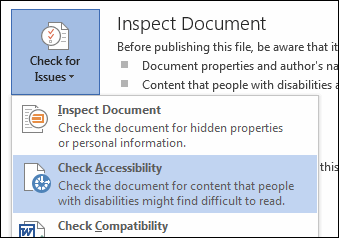 Check for
Issues
Inspect Document
Before publishing this file, be aware that it
Document properties and author's na
Content that people with disabilities a
Inspect Document
Check the document for hidden properties
or personal information.
Check Accessibility
Check the document for content that people
with disabilities might find difficult to read.
this
Check Compatibility